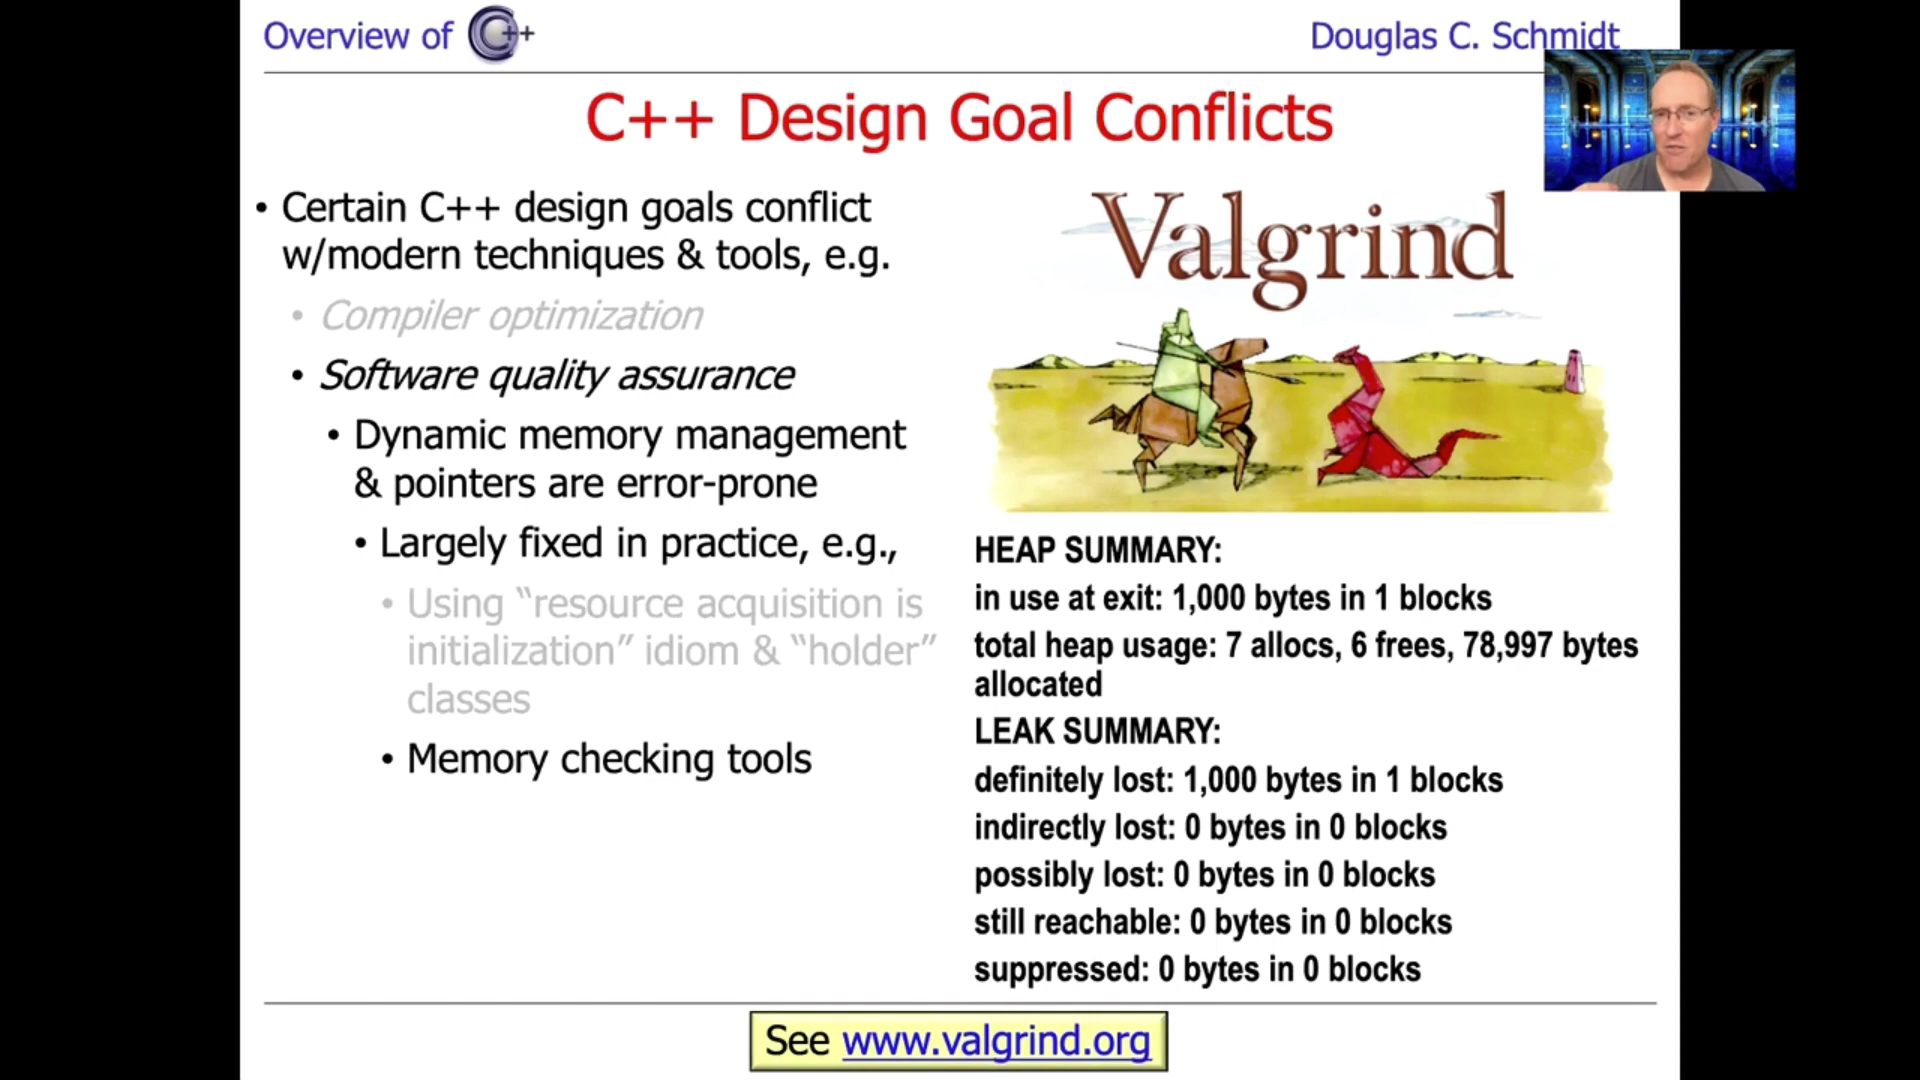 Overview of C++
Douglas C. Schmidt
C++ Design Goal Conflicts
• Certain C++ design goals conflict
w/modern techniques & tools, e.g.
• Compiler optimization
• Software quality assurance
• Dynamic memory management
& pointers are error-prone
• Largely fixed in practice, e.g.,
• Using “resource acquisition is
initialization” idiom & “holder”
classes
• Memory checking tools
Valgrind
HEAP SUMMARY:
in use at exit: 1,000 bytes in 1 blocks
total heap usage: 7 allocs, 6 frees, 78,997 bytes
allocated
LEAK SUMMARY:
definitely lost: 1,000 bytes in 1 blocks
indirectly lost: 0 bytes in 0 blocks
possibly lost: 0 bytes in 0 blocks
still reachable: 0 bytes in 0 blocks
suppressed: 0 bytes in 0 blocks
See www.valgrind.org